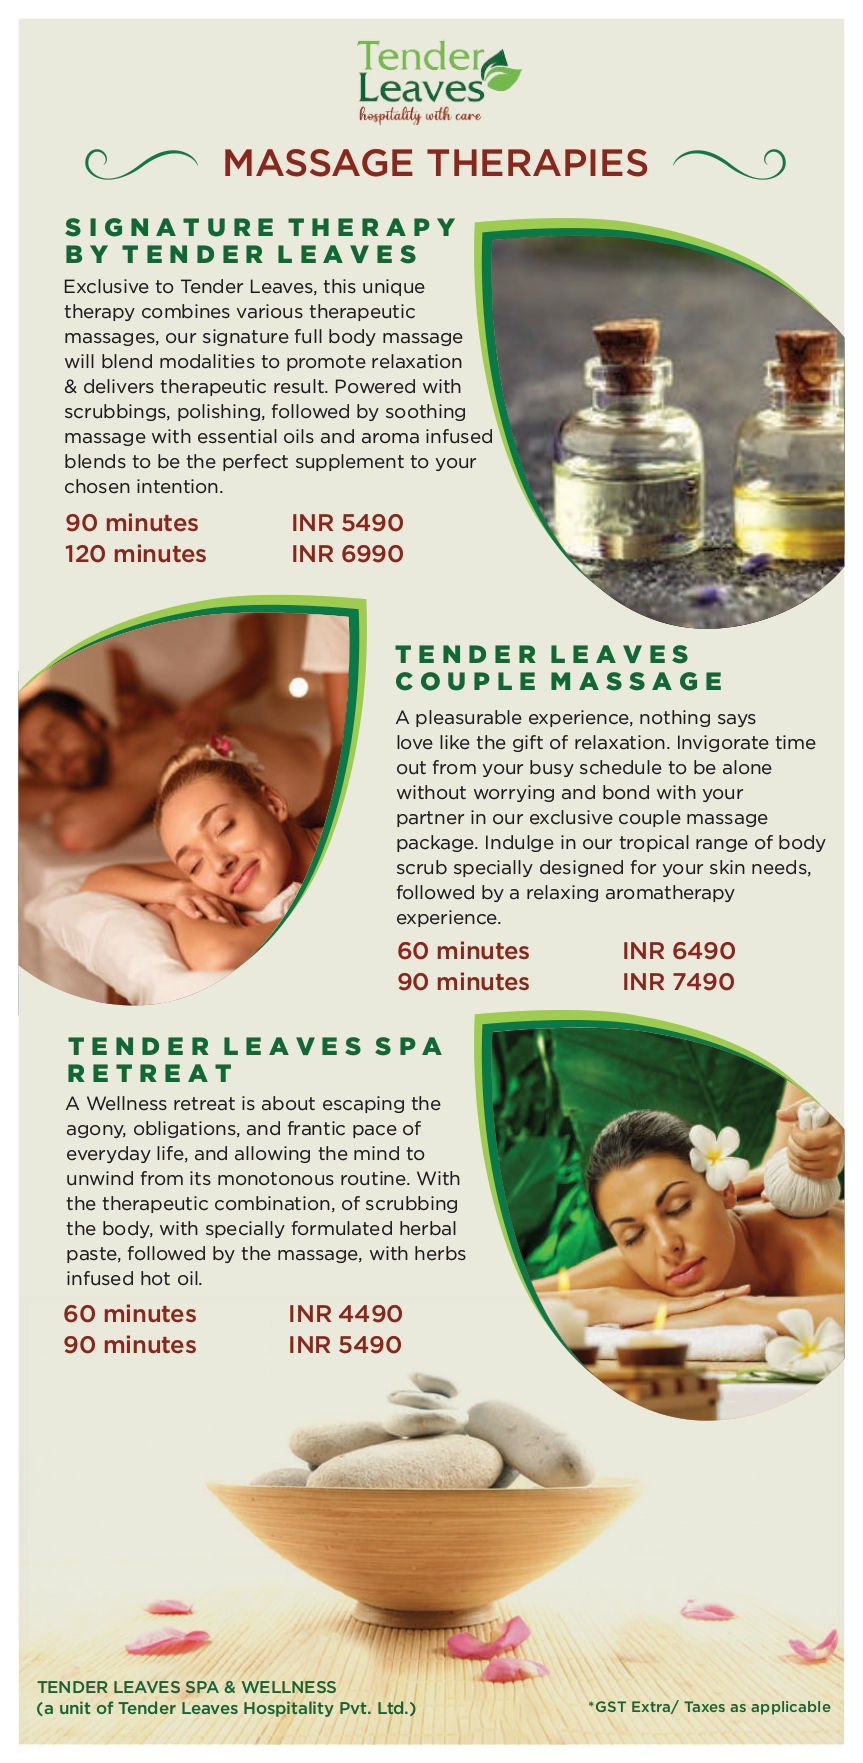 Tender
Leaves
hospitality with care
MASSAGE THERAPIES
SIGNATURE THERAPY
BY TENDER LEAVES
Exclusive to Tender Leaves, this unique
therapy combines various therapeutic
massages, our signature full body massage
will blend modalities to promote relaxation
& delivers therapeutic result. Powered with
scrubbings, polishing, followed by soothing
massage with essential oils and aroma infused
blends to be the perfect supplement to your
chosen intention.
90 minutes INR 5490
120 minutes INR 6990
TENDER LEAVES
COUPLE MASSAGE
A pleasurable experience, nothing says
love like the gift of relaxation. Invigorate time
out from your busy schedule to be alone
without worrying and bond with your
partner in our exclusive couple massage
package. Indulge in our tropical range of body
scrub specially designed for your skin needs,
followed by a relaxing aromatherapy
experience.
60 minutes INR 6490
90 minutes INR 7490
TENDER LEAVES SPA
RETREAT
A Wellness retreat is about escaping the
agony, obligations, and frantic pace of
everyday life, and allowing the mind to
unwind from its monotonous routine. With
the therapeutic combination, of scrubbing
the body, with specially formulated herbal
paste, followed by the massage, with herbs
infused hot oil.
60 minutes INR 4490
90 minutes INR 5490
TENDER LEAVES SPA & WELLNESS
(a unit of Tender Leaves Hospitality Pvt. Ltd.)
*GST Extra/ Taxes as applicable